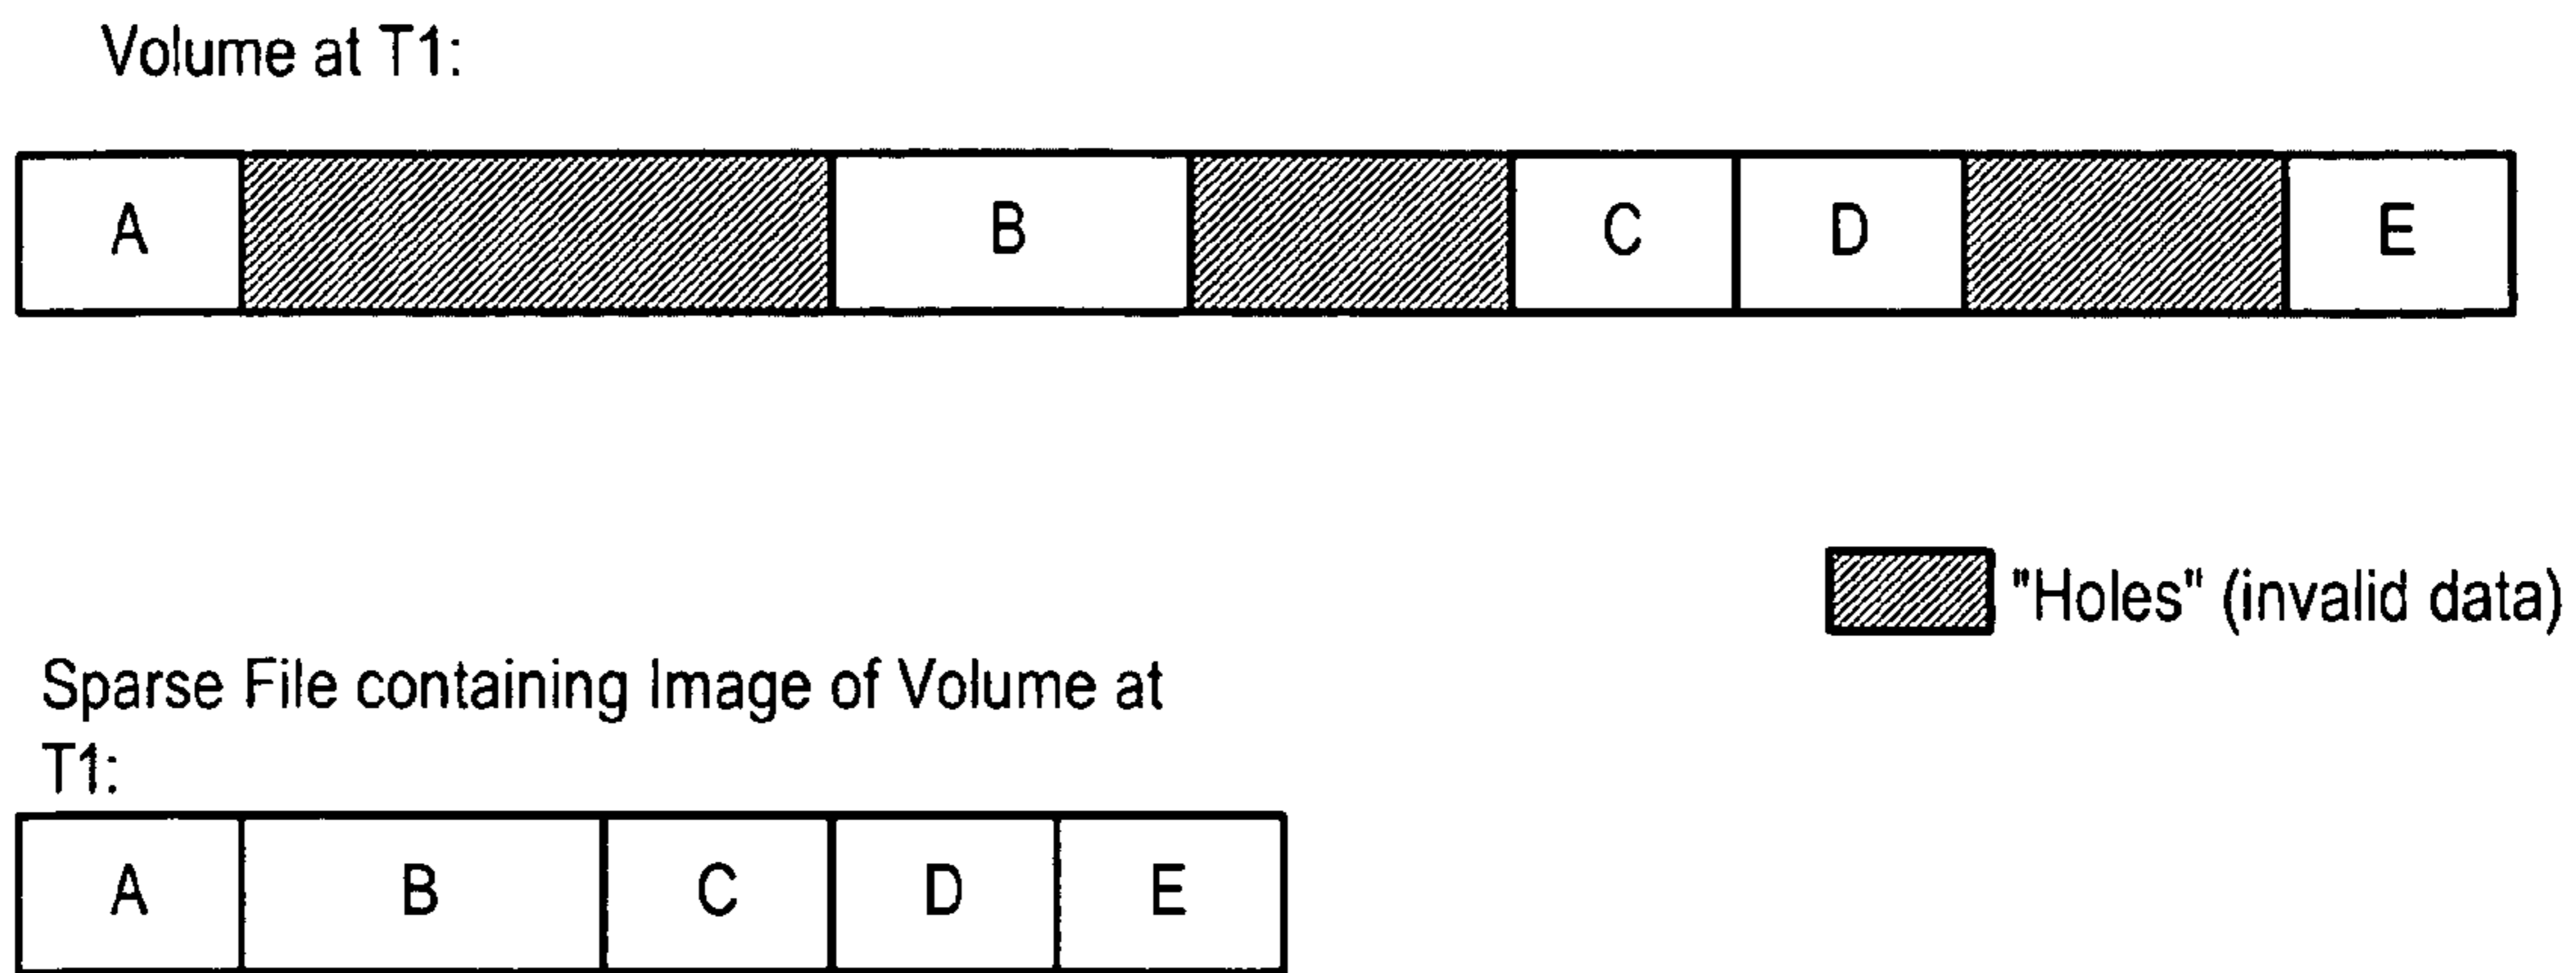 Volume at T1:
A B C D E
"Holes" (invalid data)
Sparse File containing Image of Volume at
T1:
A B C D E